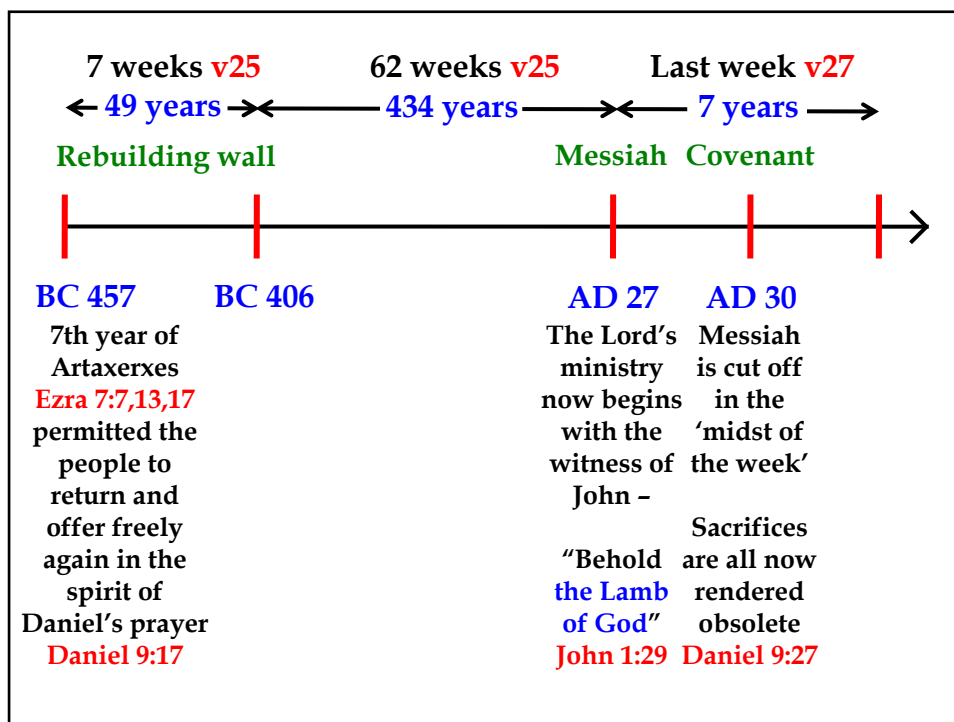 7 weeks v25
49 years
Rebuilding wall
62 weeks v25
434 years
Messiah
Last week v27
7 years
Covenant
BC 457
7th year of
Artaxerxes
Ezra 7:7,13,17
permitted the
people to
return and
offer freely
again in the
spirit of
Daniel’s prayer
Daniel 9:17
BC 406
AD 27
The Lord’s
ministry
now begins
with the
witness of
John –
“Behold
the Lamb
of God”
John 1:29
AD 30
Messiah
is cut off
in the
‘midst of
the week’
Sacrifices
are all now
rendered
obsolete
Daniel 9:27